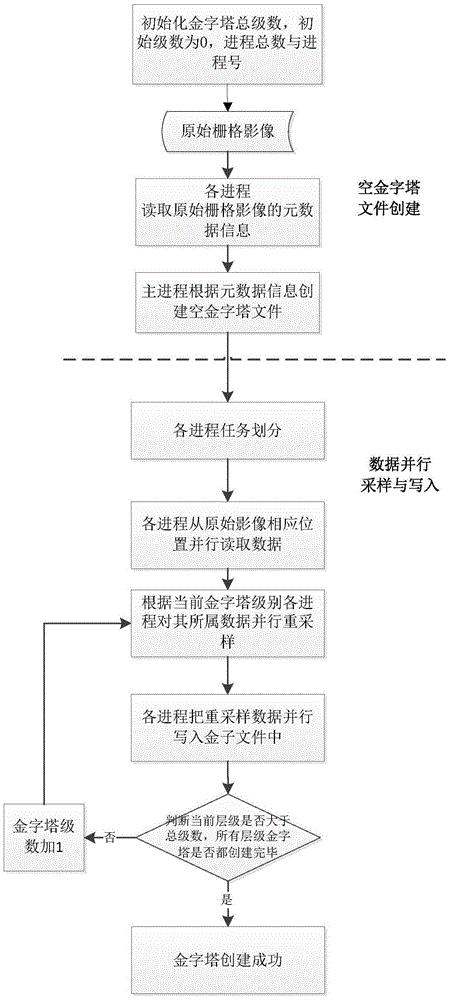 初始化金字塔总级数，初
始级数为0，进程总数与进
程号
原始栅格影像
各进程
读取原始栅格影像的元数
据信息
空金字塔
文件创建
主进程根据元数据信息创
建空金字塔文件
各进程任务划分
数据并行
采样与写入
各进程从原始影像相应位
置并行读取数据
根据当前金字塔级别各进
程对其所属数据并行重采
样
各进程把重采样数据并行
写入金子文件中
判断当前层级是否大于
总级数，所有层级金字
塔是否都创建完毕
否
金字塔级
数加1
是
金字塔创建成功